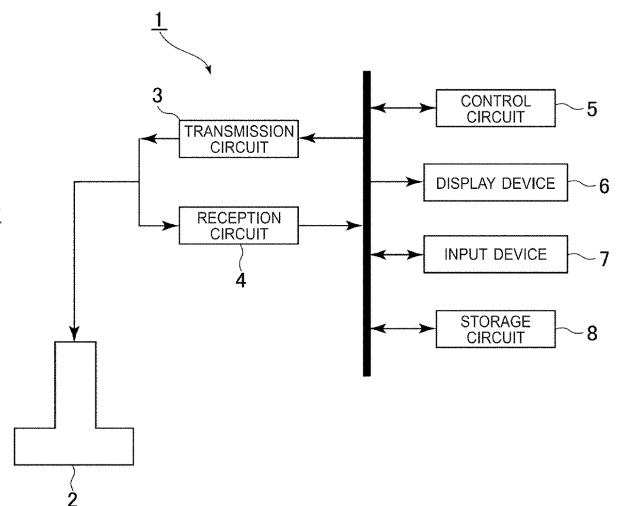 1
3
TRANSMISSION
CIRCUIT
RECEPTION
CIRCUIT
4
CONTROL
CIRCUIT
5
DISPLAY DEVICE
6
INPUT DEVICE
7
STORAGE
CIRCUIT
8
2